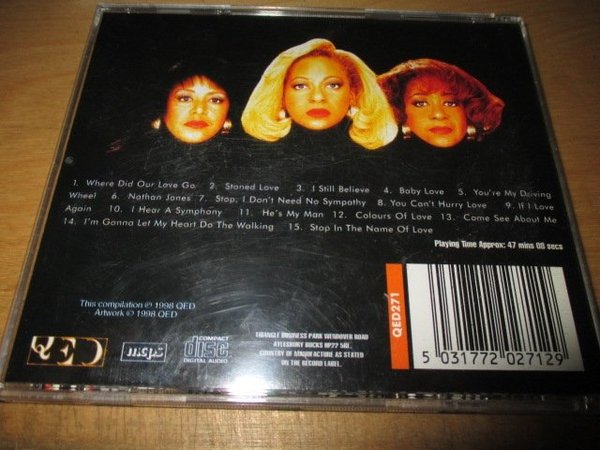 1. Where Did Our Love Go 2. Stoned Love 3. I Still Believe 4. Baby Love 5. You're My Driving
Wheel 6. Nathan Jones 7. Stop, I Don't Need No Sympathy 8. You Can't Hurry Love 9. If I Love
Again 10. I Hear A Symphony 11. He's My Man 12. Colours Of Love 13. Come See About Me
14. I'm Gonna Let My Heart Do The Walking 15. Stop In The Name Of Love
Playing Time Approx: 47 mins 08 secs
This compilation ℗ 1998 QED
Artwork © 1998 QED
QED
mcps
COMPACT
disc
DIGITAL AUDIO
TRIANGLE BUSINESS PARK WENDOVER ROAD
AYLESBURY BUCKS HP22 5BL.
COUNTRY OF MANUFACTURE AS STATED
ON THE RECORD LABEL.
QED271
5 031772 027129